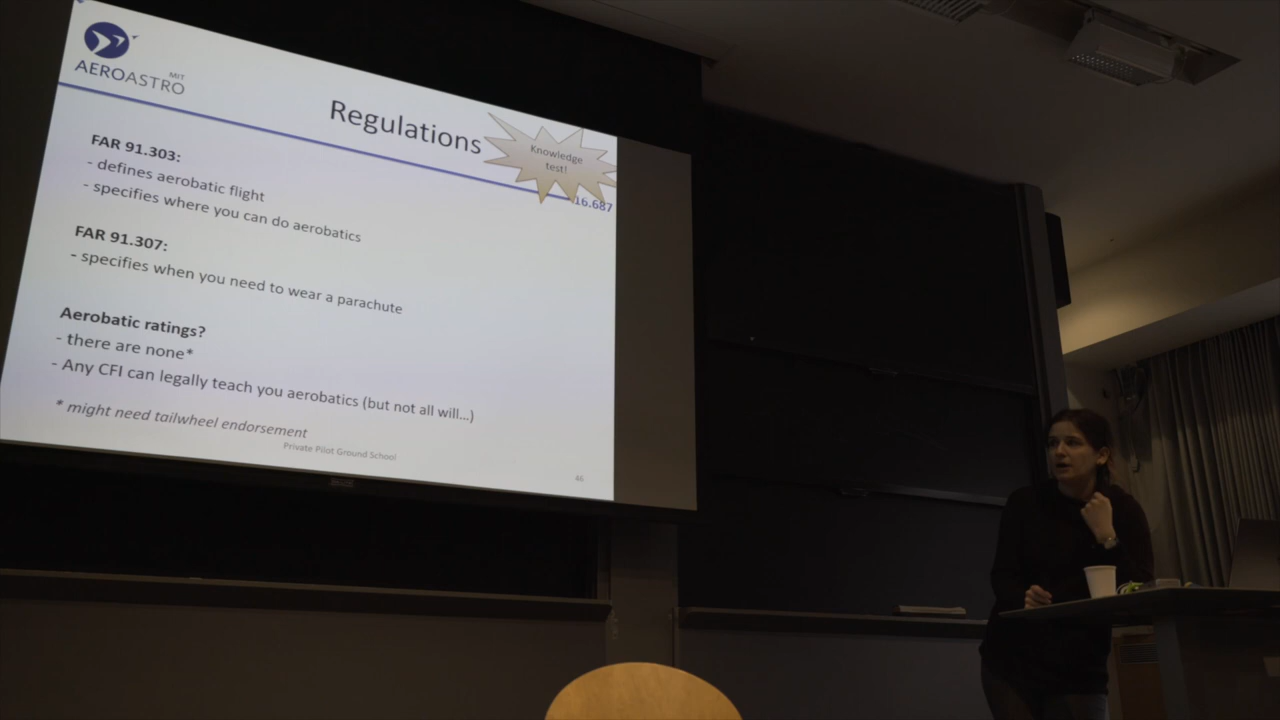 MIT
AEROASTRO
Regulations
Knowledge
test!
16.687
FAR 91.303:
- defines aerobatic flight
- specifies where you can do aerobatics
FAR 91.307:
- specifies when you need to wear a parachute
Aerobatic ratings?
- there are none*
- Any CFI can legally teach you aerobatics (but not all will...)
* might need tailwheel endorsement
Private Pilot Ground School
46